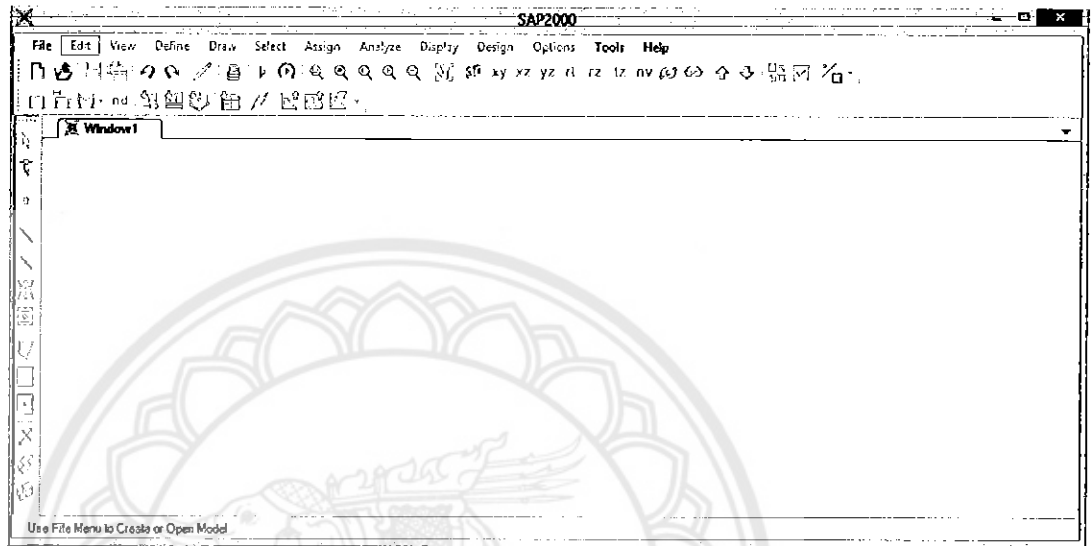 SAP2000
File Edit View Define Draw Select Assign Analyze Display Design Options Tools Help
xy xz yz nv
nd
Window1
Use File Menu to Create or Open Model